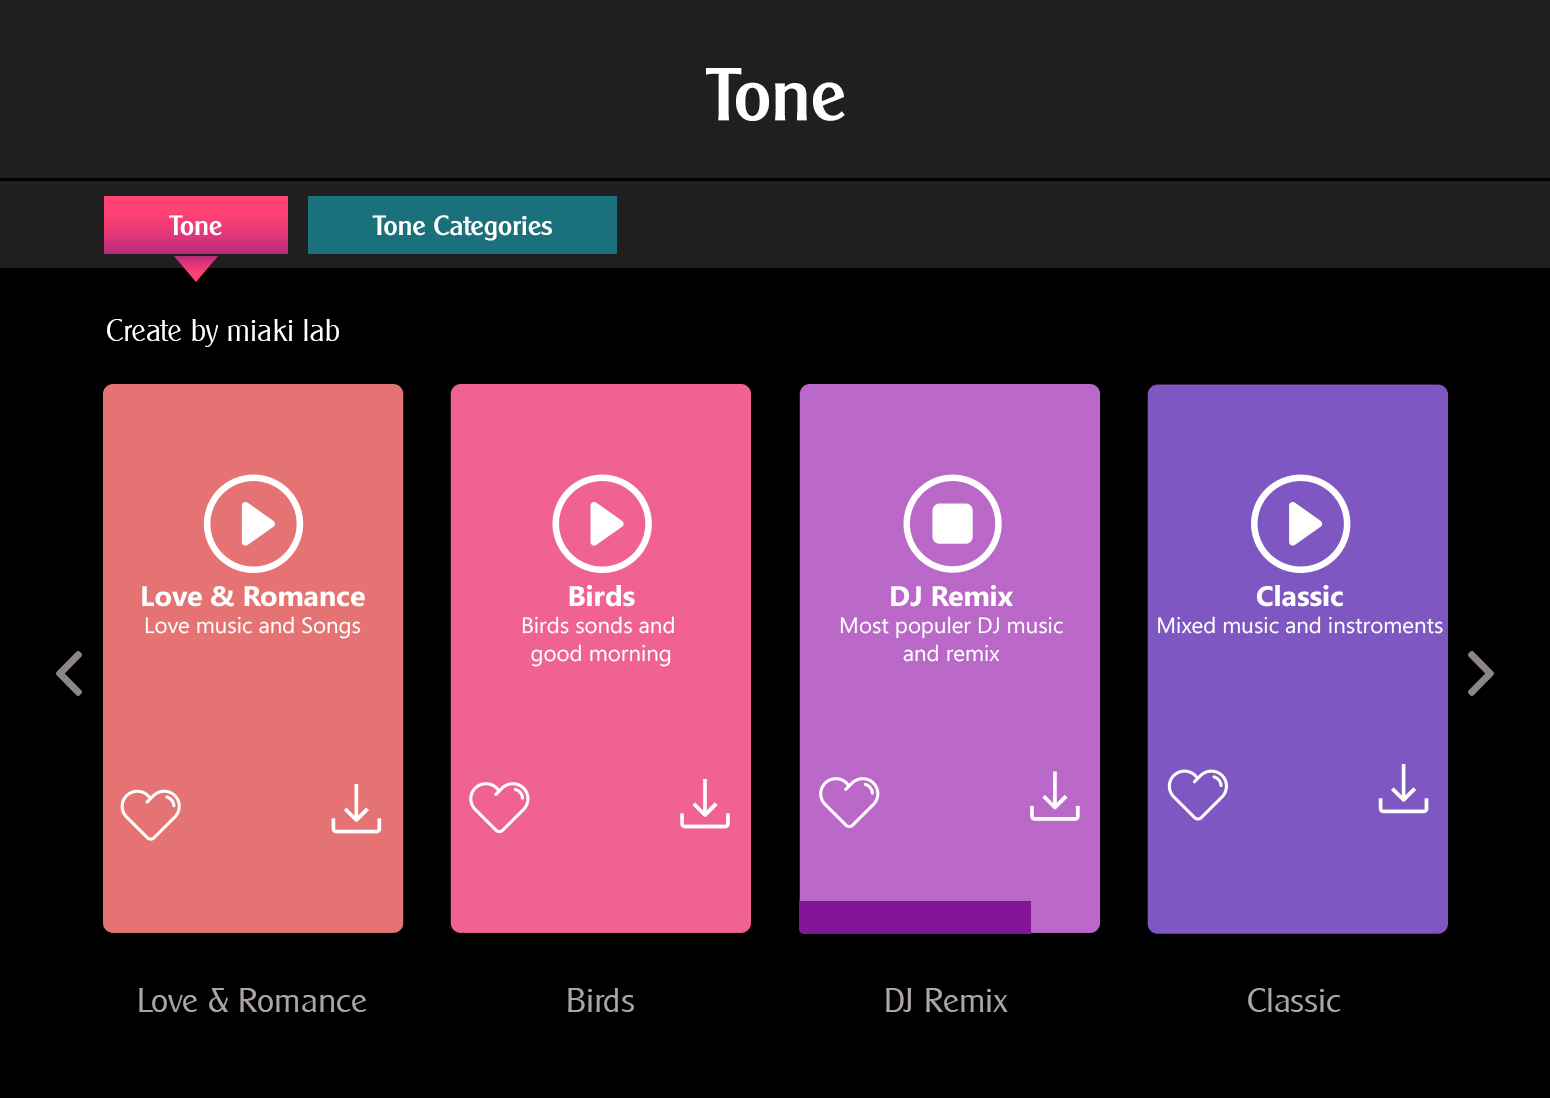 Tone
Tone
Tone Categories
Create by miaki lab
Love & Romance
Love music and Songs
Birds
Birds sonds and
good morning
DJ Remix
Most populer DJ music
and remix
Classic
Mixed music and instroments
Love & Romance
Birds
DJ Remix
Classic